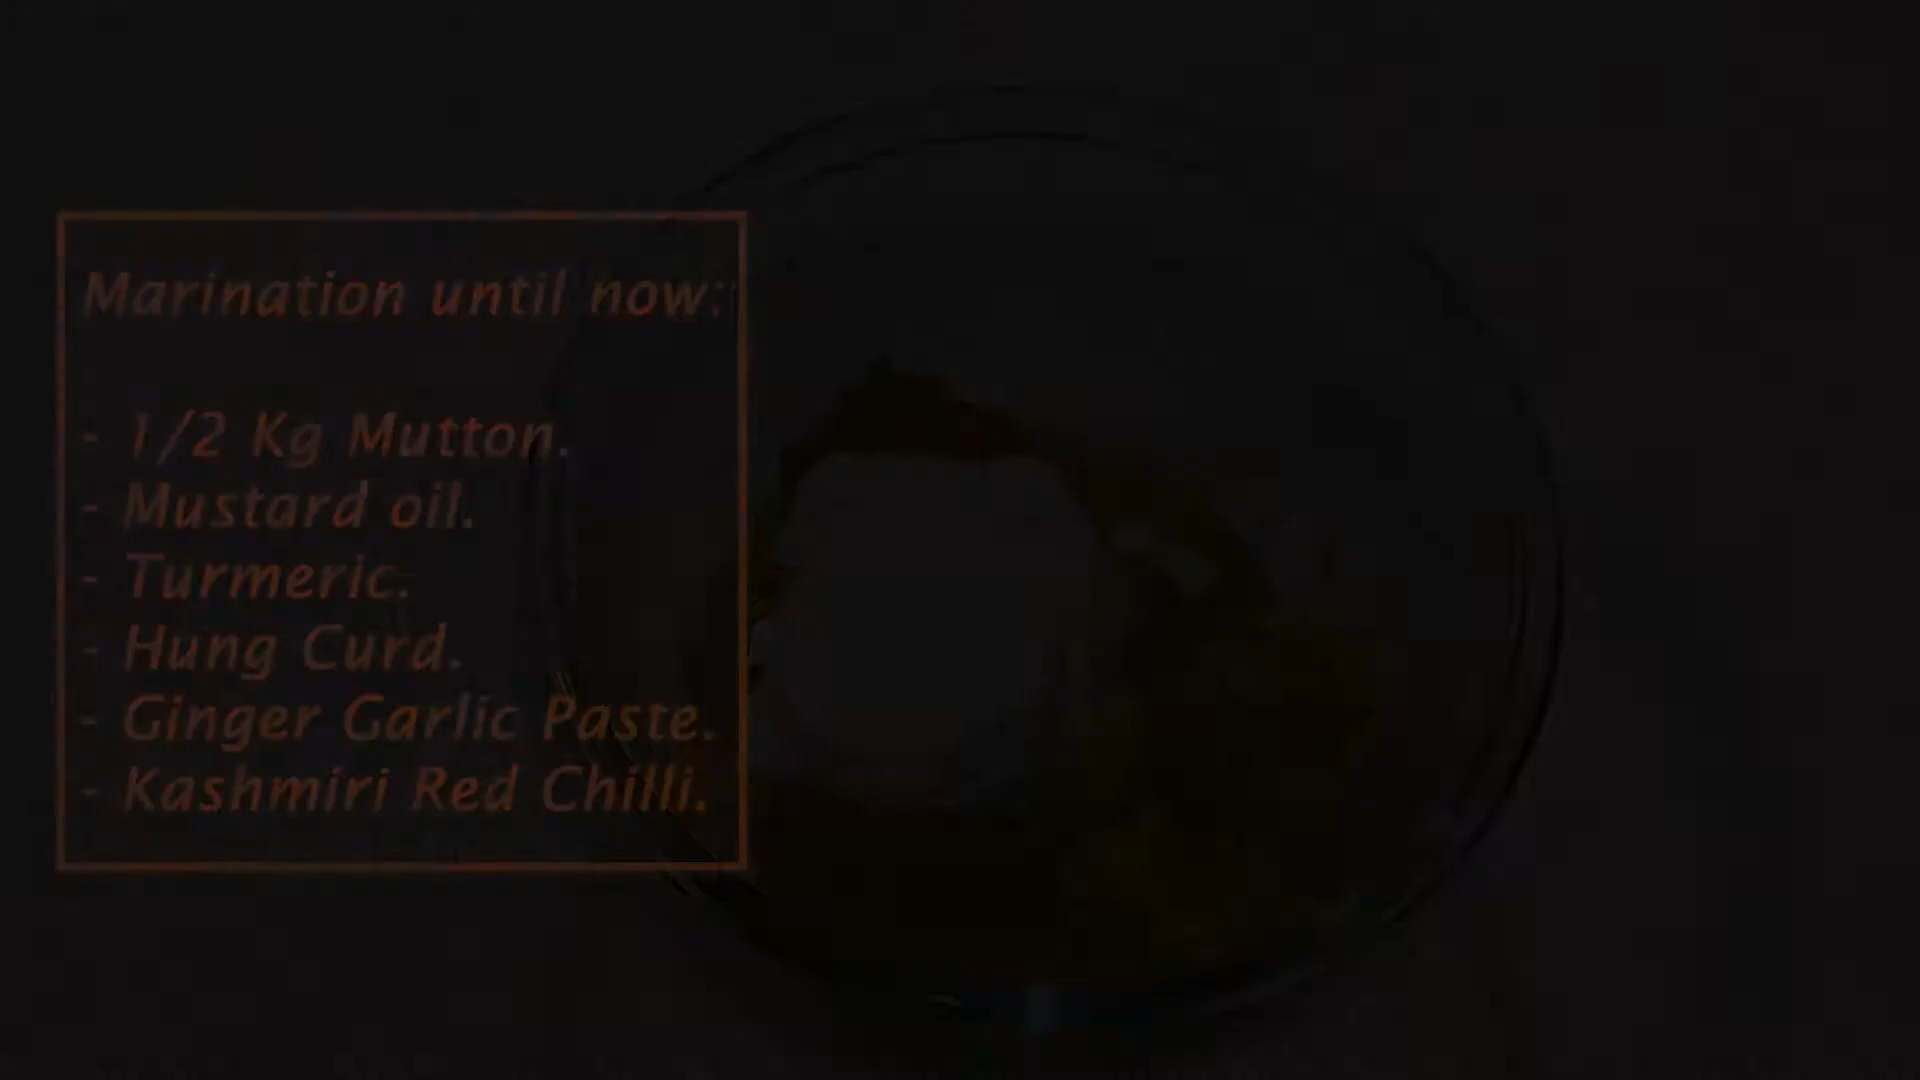 Marination until now:
- 1/2 Kg Mutton.
- Mustard oil.
- Turmeric.
- Hung Curd.
- Ginger Garlic Paste.
- Kashmiri Red Chilli.